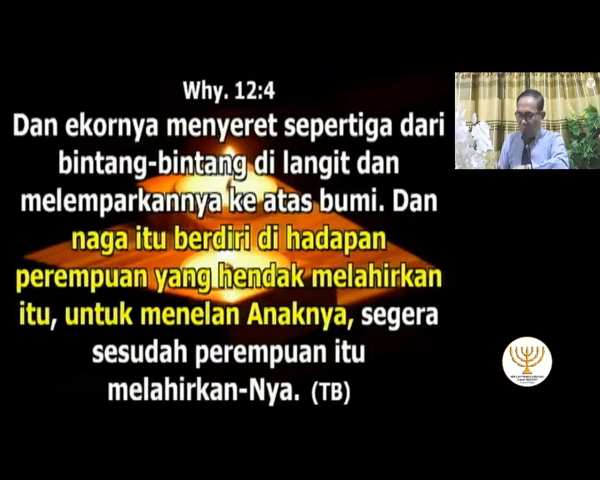 Why. 12:4
Dan ekornya menyeret sepertiga dari
bintang-bintang di langit dan
melemparkannya ke atas bumi. Dan
naga itu berdiri di hadapan
perempuan yang hendak melahirkan
itu, untuk menelan Anaknya, segera
sesudah perempuan itu
melahirkan-Nya. (TB)